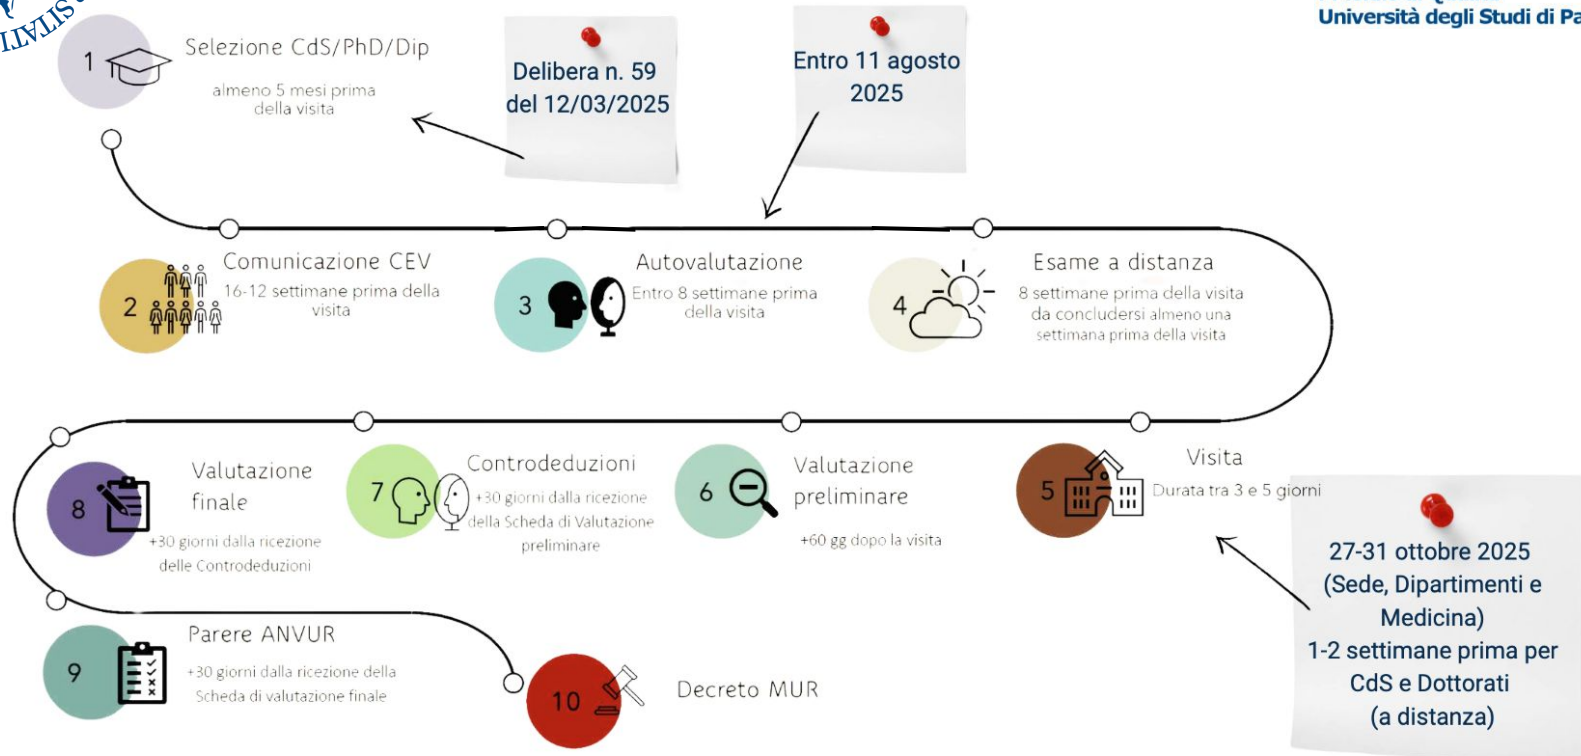 Università degli Studi di
1
Selezione CdS/PhD/Dip
almeno 5 mesi prima
della visita
Delibera n. 59
del 12/03/2025
Entro 11 agosto
2025
2
Comunicazione CEV
16-12 settimane prima della
visita
3
Autovalutazione
Entro 8 settimane prima
della visita
4
Esame a distanza
8 settimane prima della visita
da concludersi almeno una
settimana prima della visita
5
Visita
Durata tra 3 e 5 giorni
27-31 ottobre 2025
(Sede, Dipartimenti e
Medicina)
1-2 settimane prima per
CdS e Dottorati
(a distanza)
6
Valutazione
preliminare
+60 gg dopo la visita
7
Controdeduzioni
+30 giorni dalla ricezione
della Scheda di Valutazione
preliminare
8
Valutazione
finale
+30 giorni dalla ricezione
delle Controdeduzioni
9
Parere ANVUR
+30 giorni dalla ricezione della
Scheda di valutazione finale
10
Decreto MUR